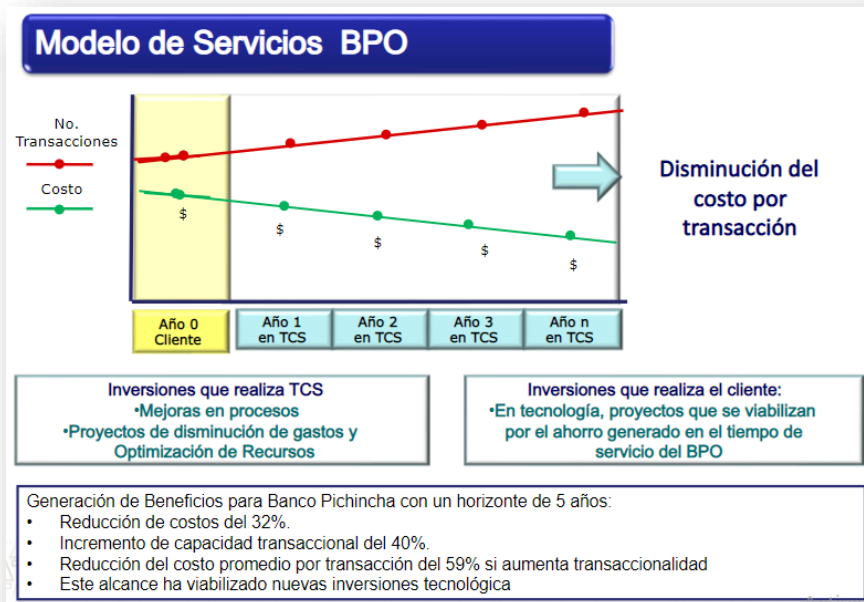 Modelo de Servicios BPO
No.
Transacciones
Costo
$
$
$
$
$
Disminución del
costo por
transacción
Año 0
Cliente
Año 1
en TCS
Año 2
en TCS
Año 3
en TCS
Año n
en TCS
Inversiones que realiza TCS
•Mejoras en procesos
•Proyectos de disminución de gastos y
Optimización de Recursos
Inversiones que realiza el cliente:
•En tecnología, proyectos que se viabilizan
por el ahorro generado en el tiempo de
servicio del BPO
Generación de Beneficios para Banco Pichincha con un horizonte de 5 años:
• Reducción de costos del 32%.
• Incremento de capacidad transaccional del 40%.
• Reducción del costo promedio por transacción del 59% si aumenta transaccionalidad
• Este alcance ha viabilizado nuevas inversiones tecnológica